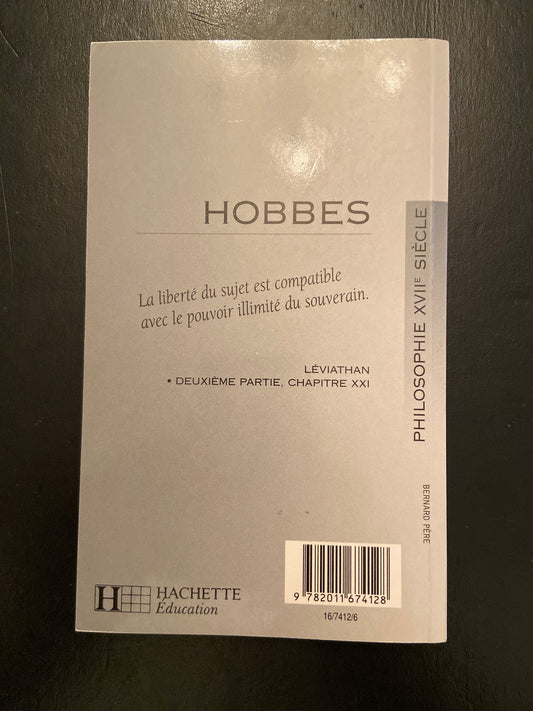 HOBBES
La liberté du sujet est compatible
avec le pouvoir illimité du souverain.
LÉVIATHAN
• DEUXIÈME PARTIE, CHAPITRE XXI
PHILOSOPHIE XVIIE SIÈCLE
BERNARD PÈRE
H HACHETTE
Éducation
9 782011 674128
16/7412/6